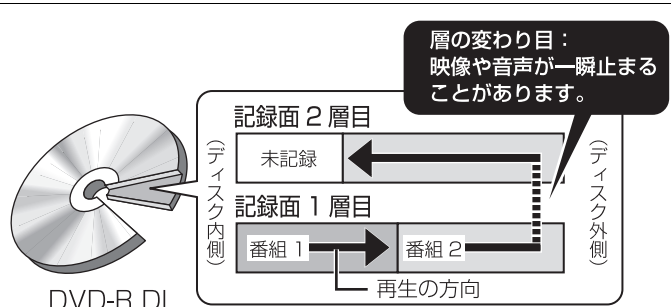 層の変わり目：
映像や音声が一瞬止まる
ことがあります。
記録面２層目
未記録
（ディスク内側）
（ディスク外側）
記録面１層目
番組 1
番組 2
再生の方向
DVD-R DL